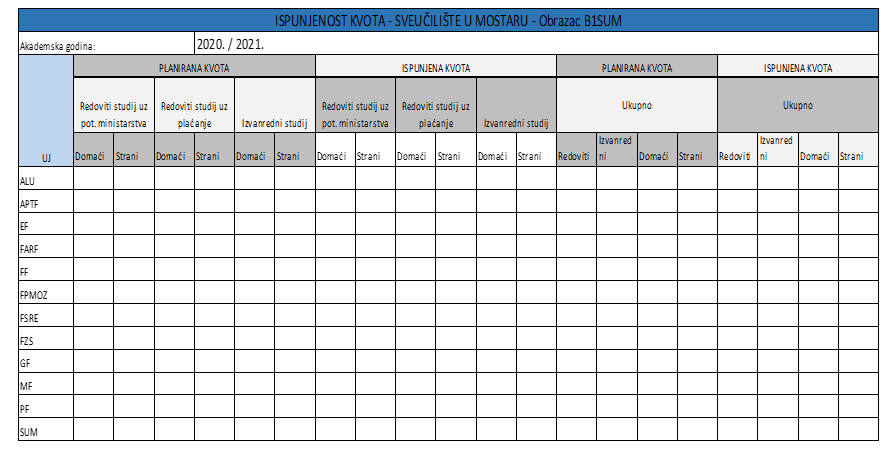 ISPUNJENOST KVOTA - SVEUČILIŠTE U MOSTARU - Obrazac B1SUM
Akademska godina: 2020. / 2021.
PLANIRANA KVOTA ISPUNJENA KVOTA PLANIRANA KVOTA ISPUNJENA KVOTA
Redoviti studij uz pot. ministarstva Redoviti studij uz plaćanje Izvanredni studij Redoviti studij uz pot. ministarstva Redoviti studij uz plaćanje Izvanredni studij Ukupno Ukupno
UJ Domaći Strani Domaći Strani Domaći Strani Domaći Strani Domaći Strani Domaći Strani Redoviti Izvanredni Domaći Strani Redoviti Izvanredni Domaći Strani
ALU
APTF
EF
FARF
FF
FPMOZ
FSRE
FZS
GF
MF
PF
SUM